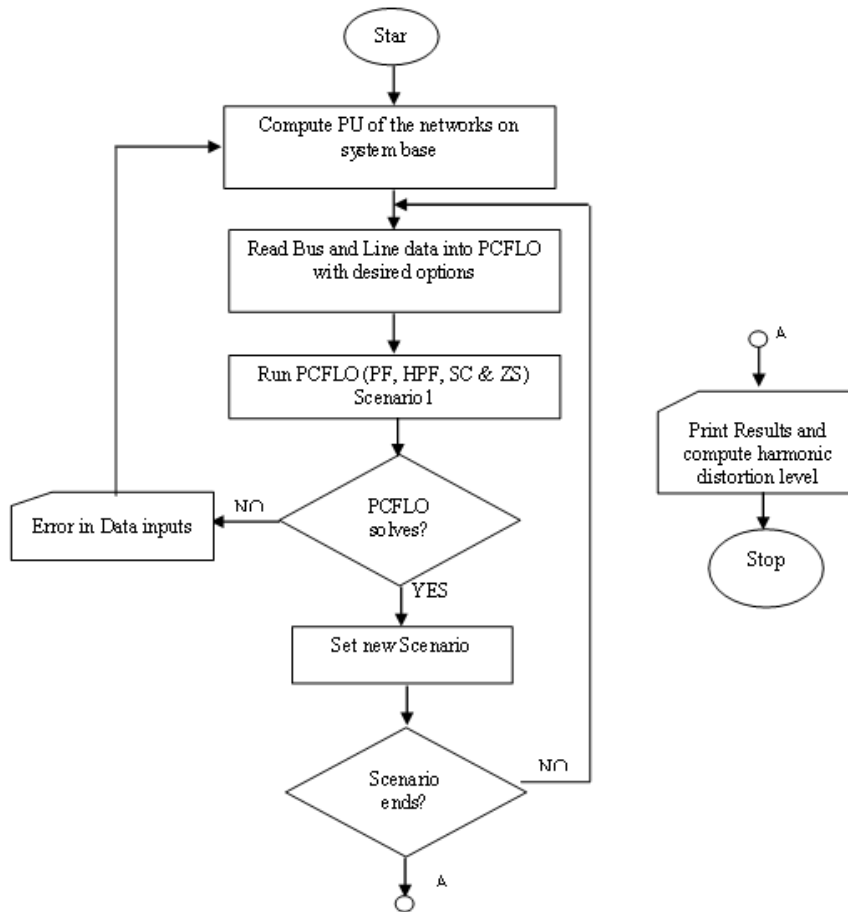 Star
Compute PU of the networks on
system base
Read Bus and Line data into PCFLO
with desired options
Run PCFLO (PF, HPF, SC & ZS)
Scenario1
PCFLO
solves?
NO
Error in Data inputs
YES
Set new Scenario
Scenario
ends?
NO
A
A
Print Results and
compute harmonic
distortion level
Stop